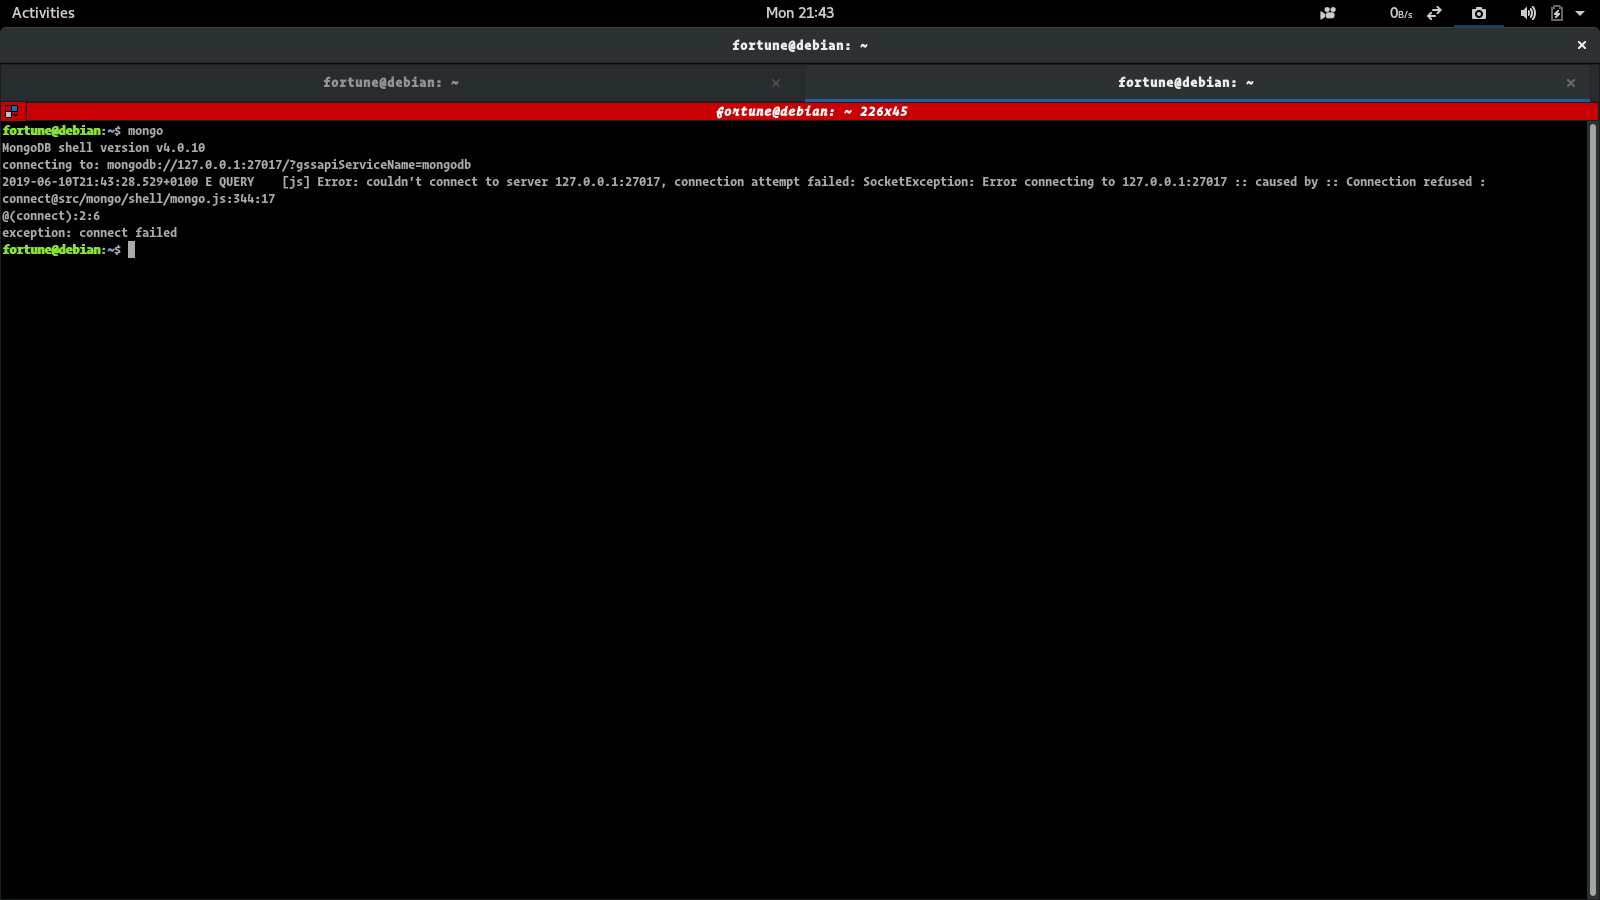 Activities
Mon 21:43
0B/s
fortune@debian: ~
fortune@debian: ~
fortune@debian: ~
fortune@debian: ~ 226x45
fortune@debian:~$ mongo
MongoDB shell version v4.0.10
connecting to: mongodb://127.0.0.1:27017/?gssapiServiceName=mongodb
2019-06-10T21:43:28.529+0100 E QUERY    [js] Error: couldn't connect to server 127.0.0.1:27017, connection attempt failed: SocketException: Error connecting to 127.0.0.1:27017 :: caused by :: Connection refused :
connect@src/mongo/shell/mongo.js:344:17
@(connect):2:6
exception: connect failed
fortune@debian:~$